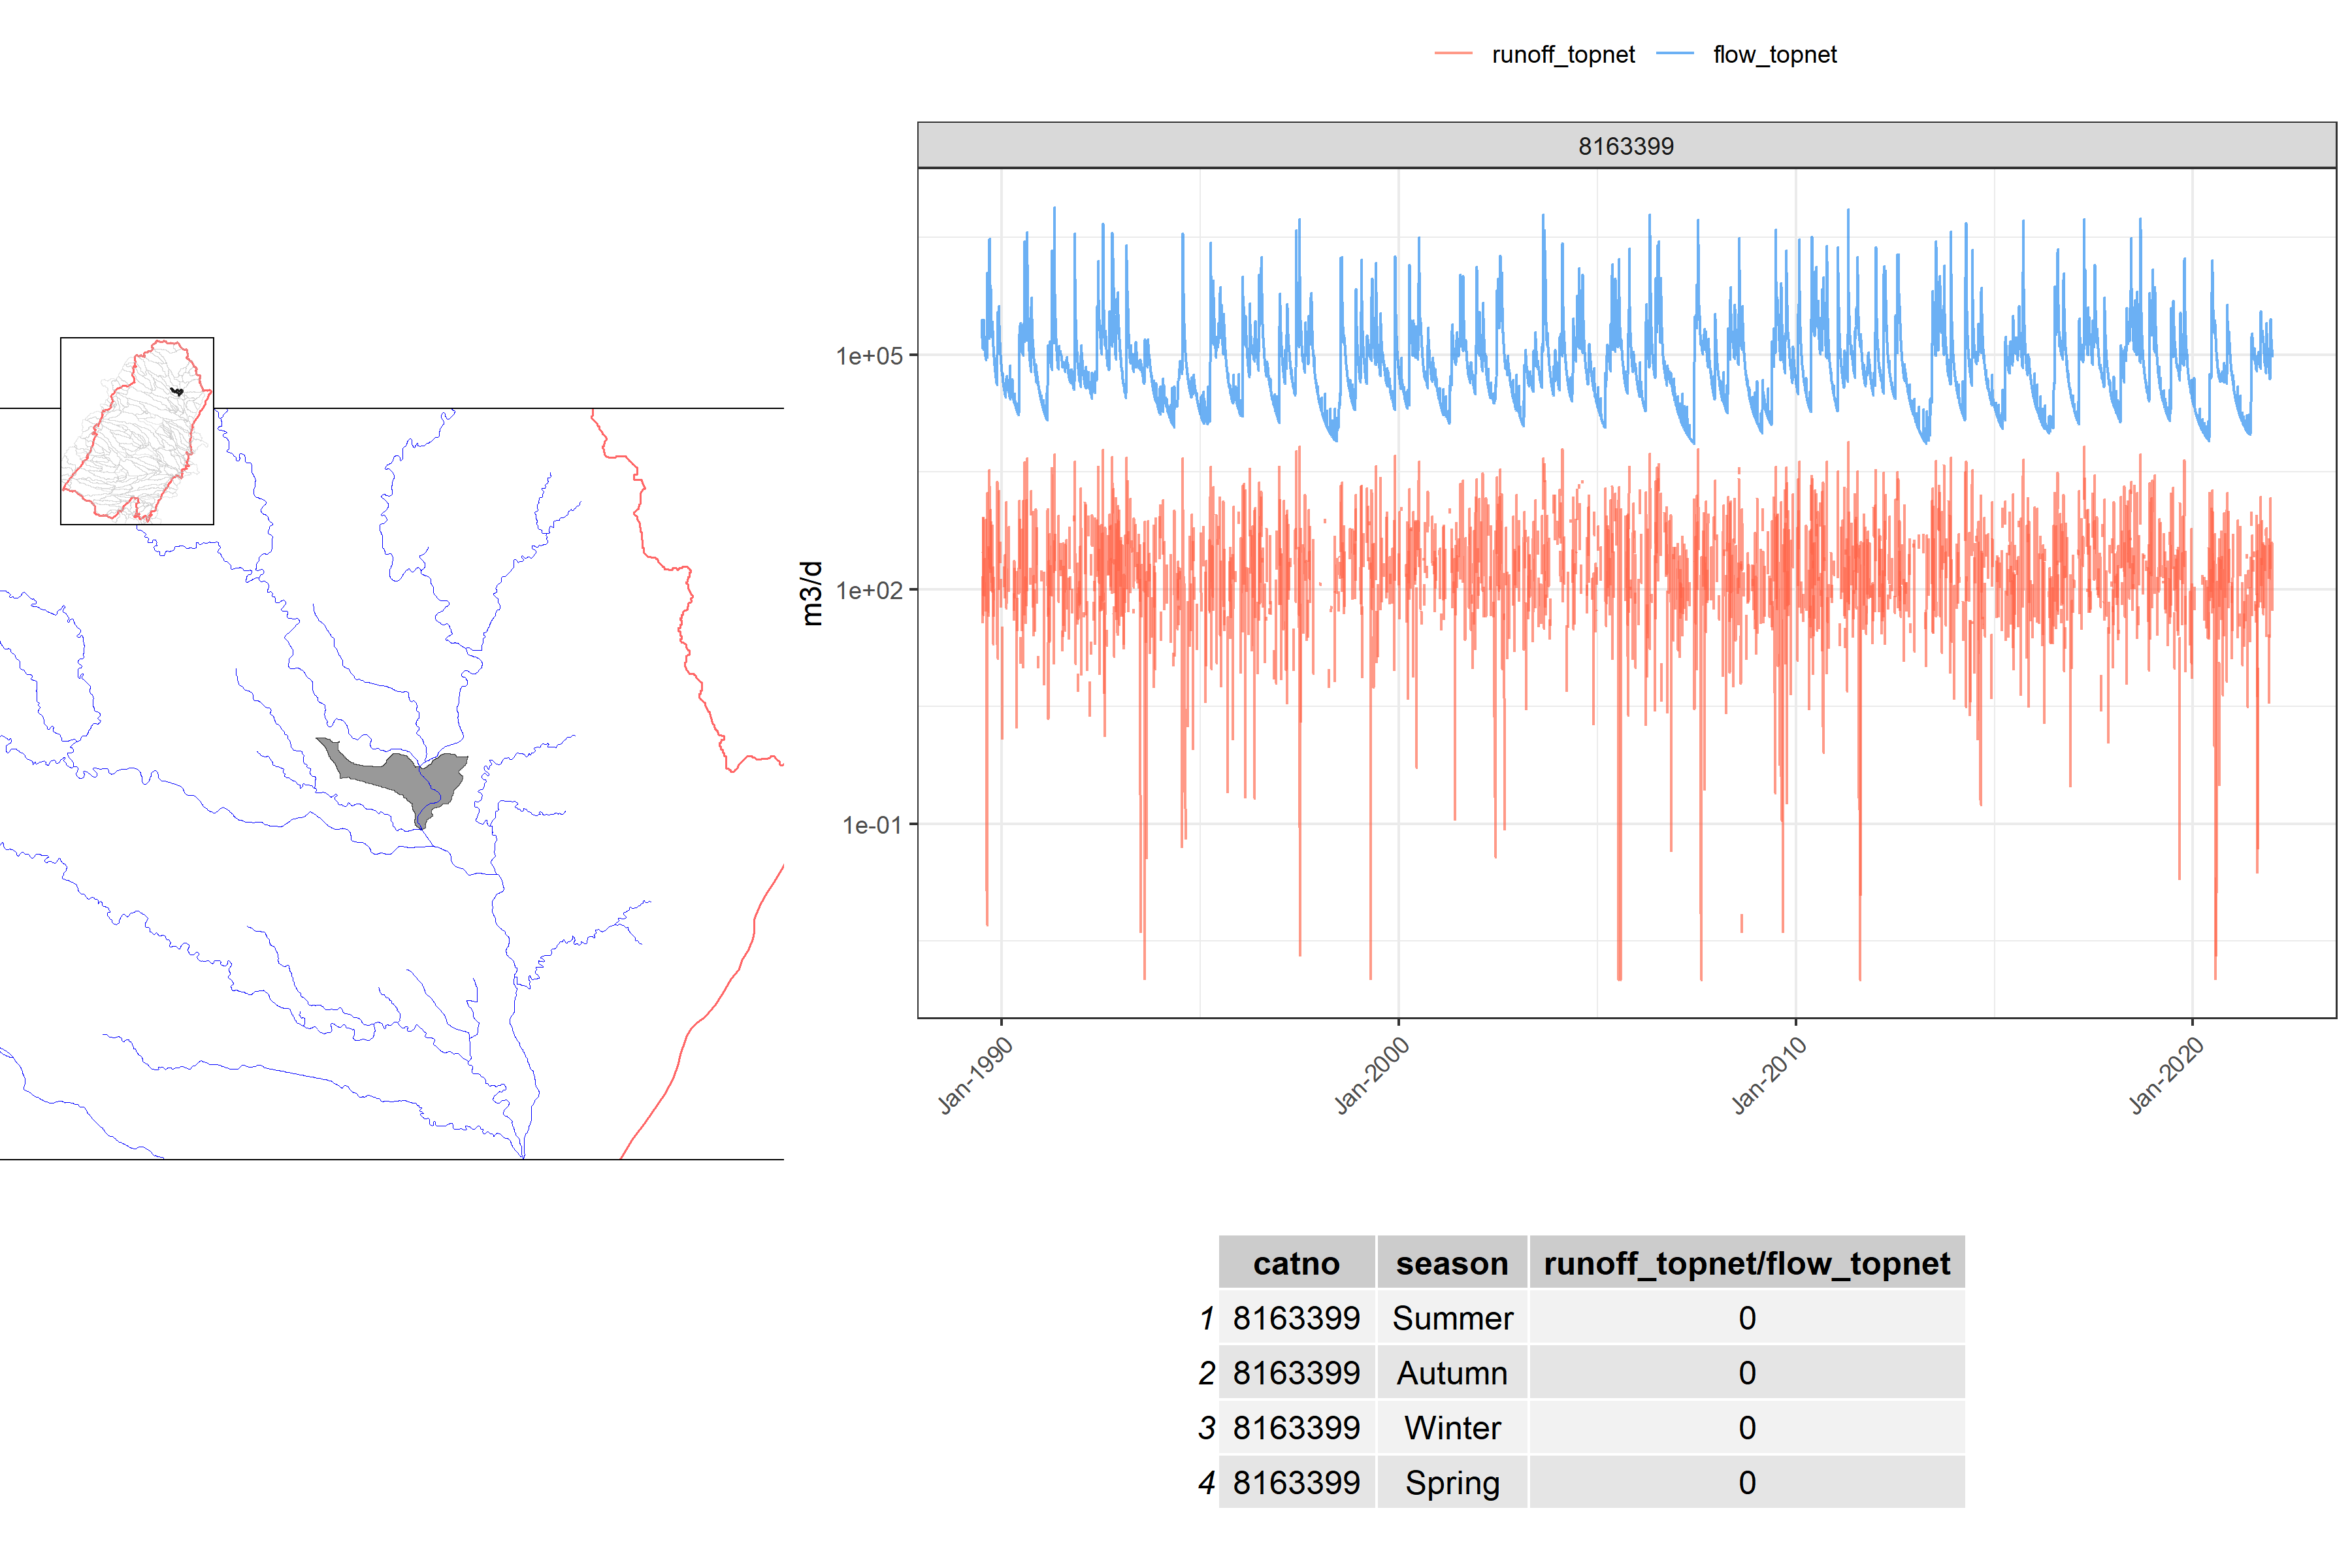 runoff_topnet flow_topnet
8163399
m3/d
1e+05
1e+02
1e-01
Jan-1990 Jan-2000 Jan-2010 Jan-2020
catno season runoff_topnet/flow_topnet
1 8163399 Summer 0
2 8163399 Autumn 0
3 8163399 Winter 0
4 8163399 Spring 0